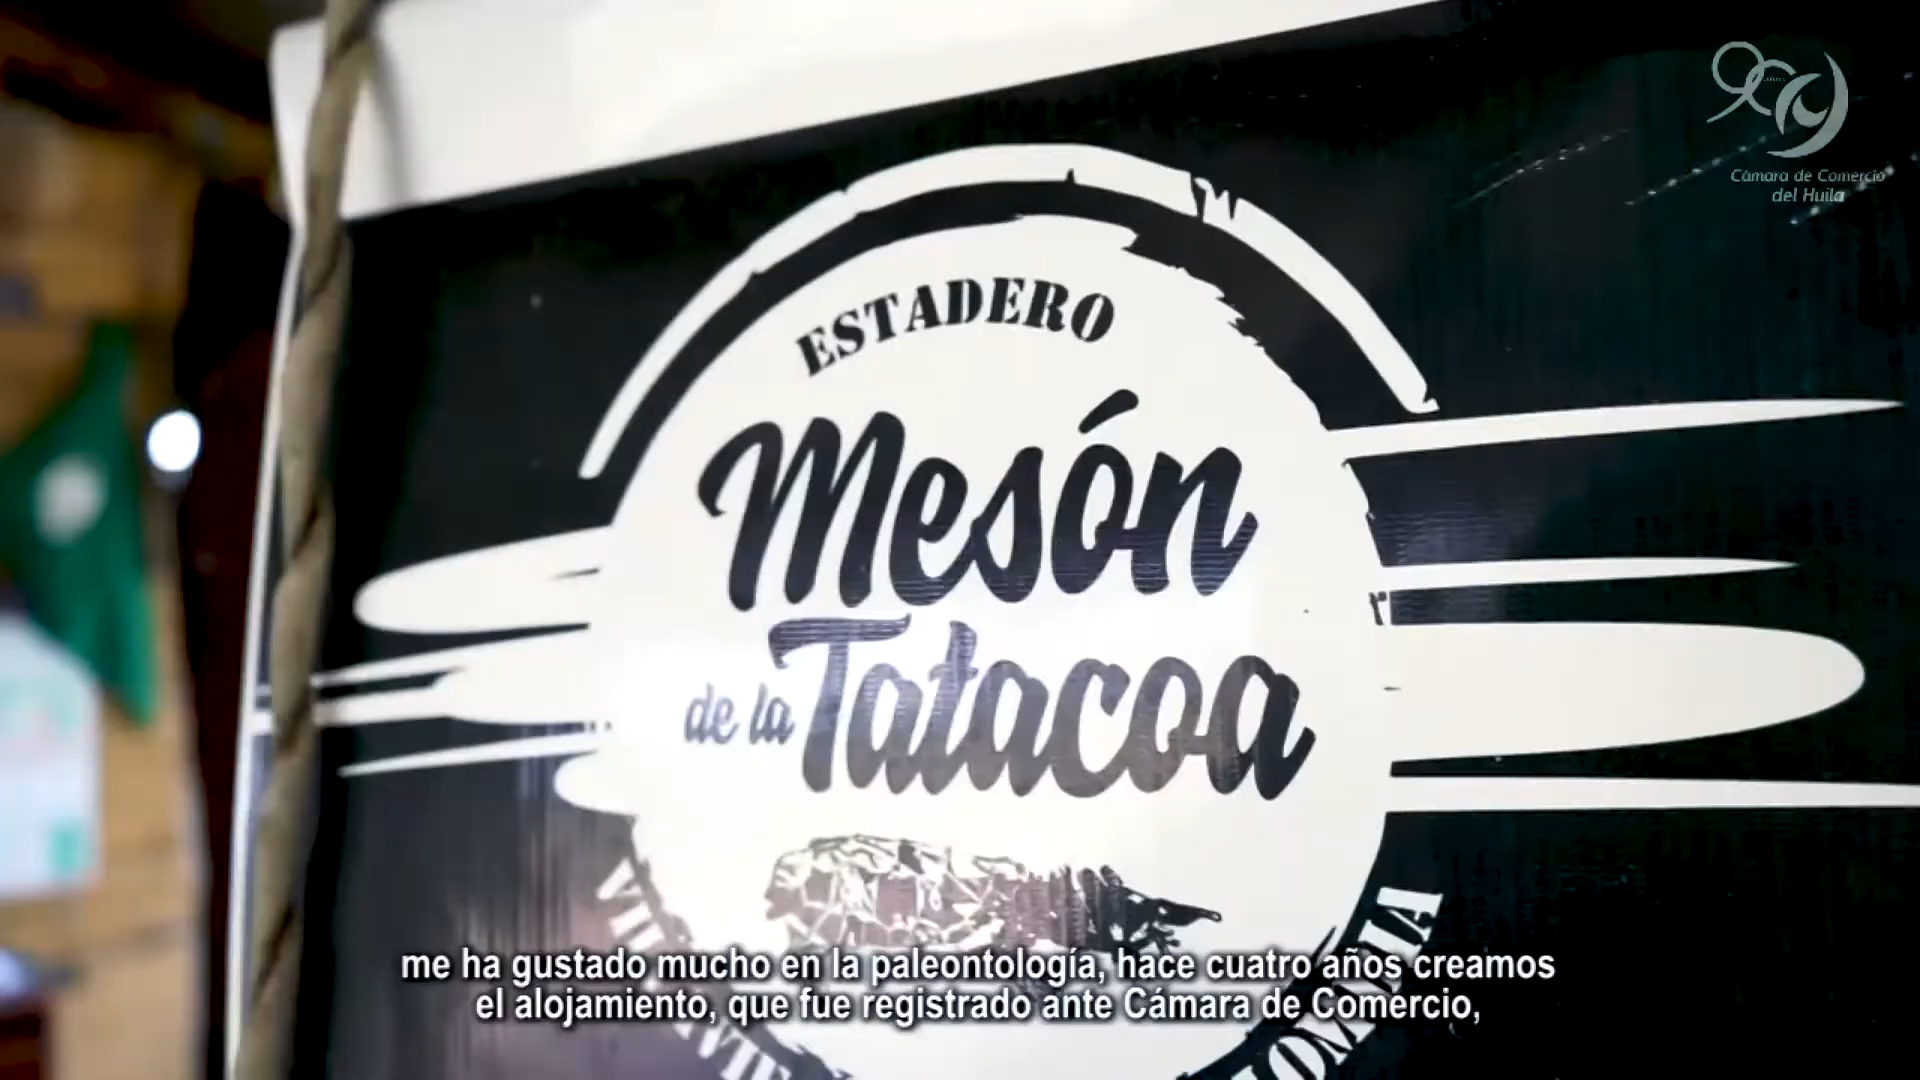 Cámara de Comercio
del Huila
ESTADERO
Mesón
de la Tatacoa
me ha gustado mucho en la paleontología, hace cuatro años creamos
el alojamiento, que fue registrado ante Cámara de Comercio,